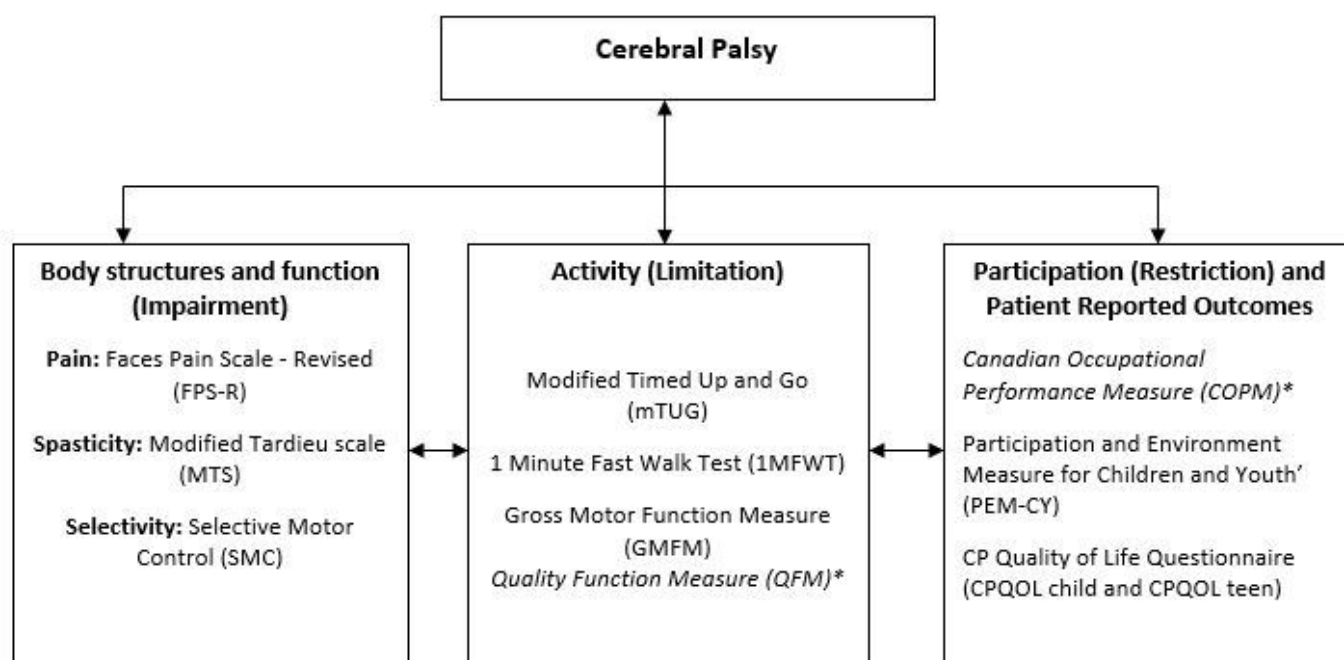 Cerebral Palsy
Body structures and function
(Impairment)
Pain: Faces Pain Scale - Revised
(FPS-R)
Spasticity: Modified Tardieu scale
(MTS)
Selectivity: Selective Motor
Control (SMC)
Activity (Limitation)
Modified Timed Up and Go
(mTUG)
1 Minute Fast Walk Test (1MFWT)
Gross Motor Function Measure
(GMFM)
Quality Function Measure (QFM)*
Participation (Restriction) and
Patient Reported Outcomes
Canadian Occupational
Performance Measure (COPM)*
Participation and Environment
Measure for Children and Youth’
(PEM-CY)
CP Quality of Life Questionnaire
(CPQOL child and CPQOL teen)